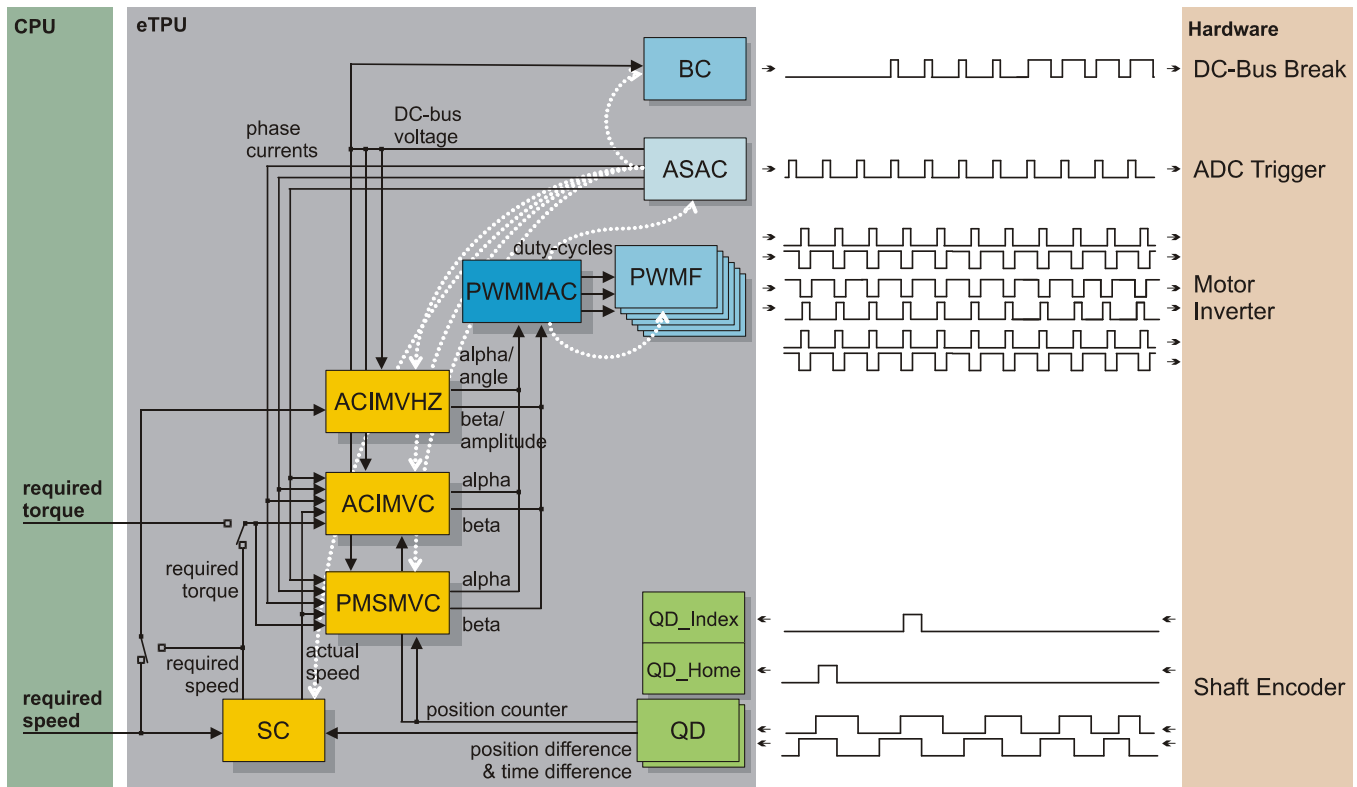 CPU
eTPU
Hardware
BC
DC-Bus Break
DC-bus
voltage
phase
currents
ASAC
ADC Trigger
duty-cycles
PWMMAC
PWMF
Motor
Inverter
alpha/
angle
ACIMVHZ
beta/
amplitude
required
torque
ACIMVC
alpha
beta
required
torque
PMSMVC
alpha
beta
QD_Index
actual
speed
required
speed
QD_Home
Shaft Encoder
required
speed
SC
position counter
QD
position difference
& time difference